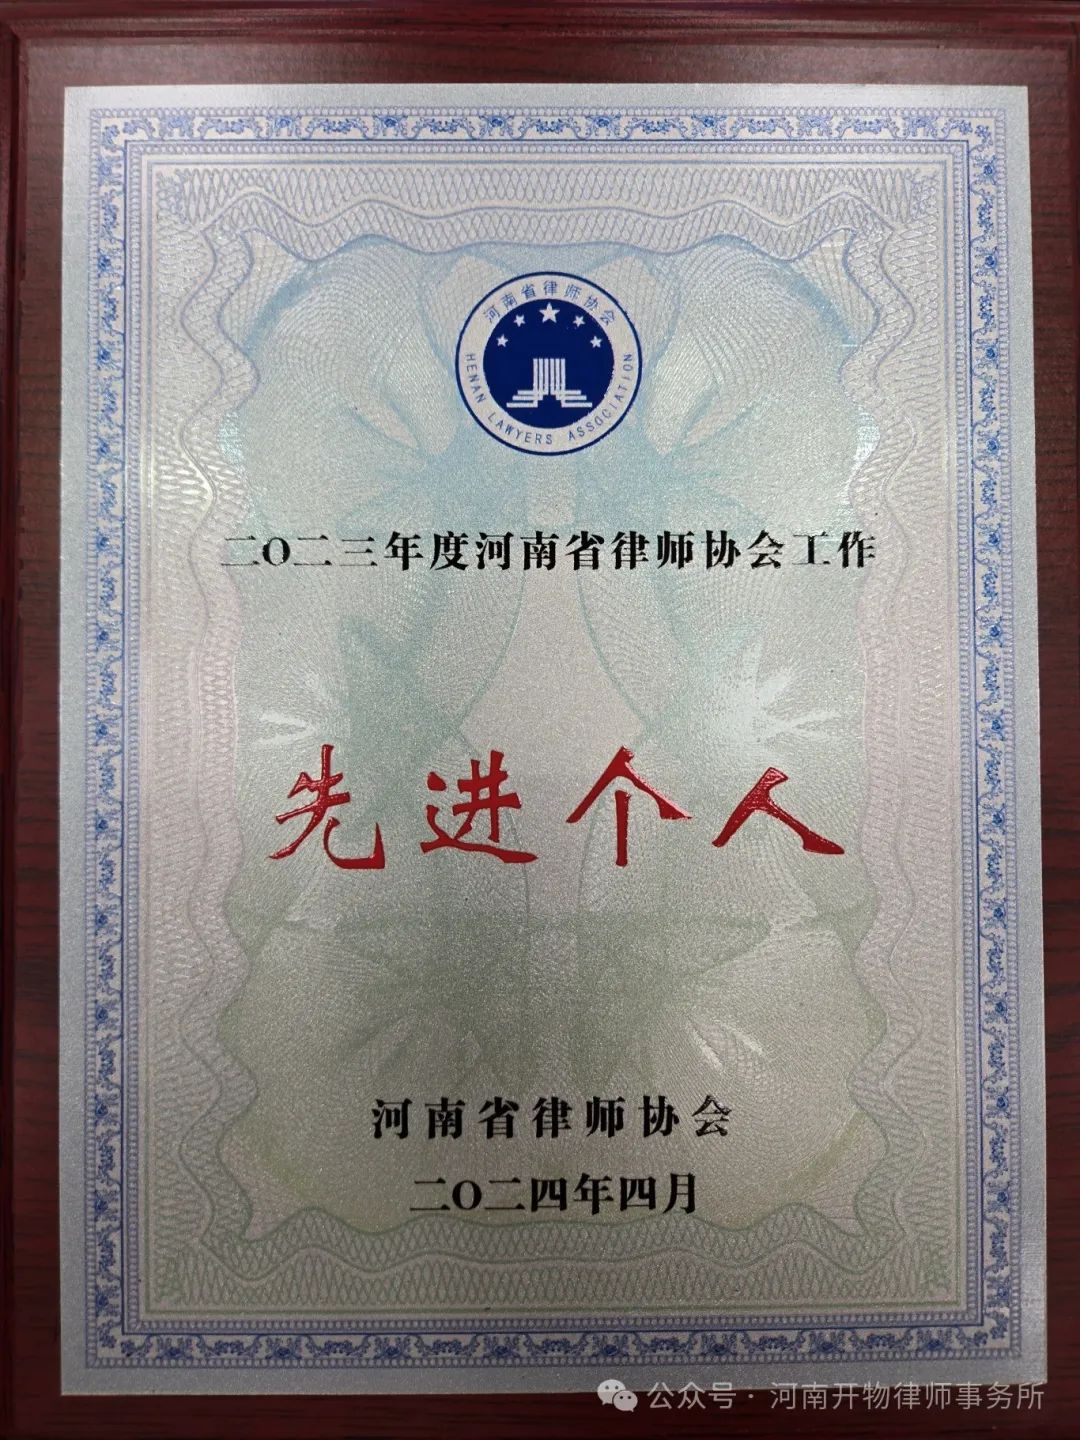 河南省律师协会
HENAN LAWYERS ASSOCIATION
二O二三年度河南省律师协会工作
先进个人
河南省律师协会
二O二四年四月
公众号·河南开物律师事务所